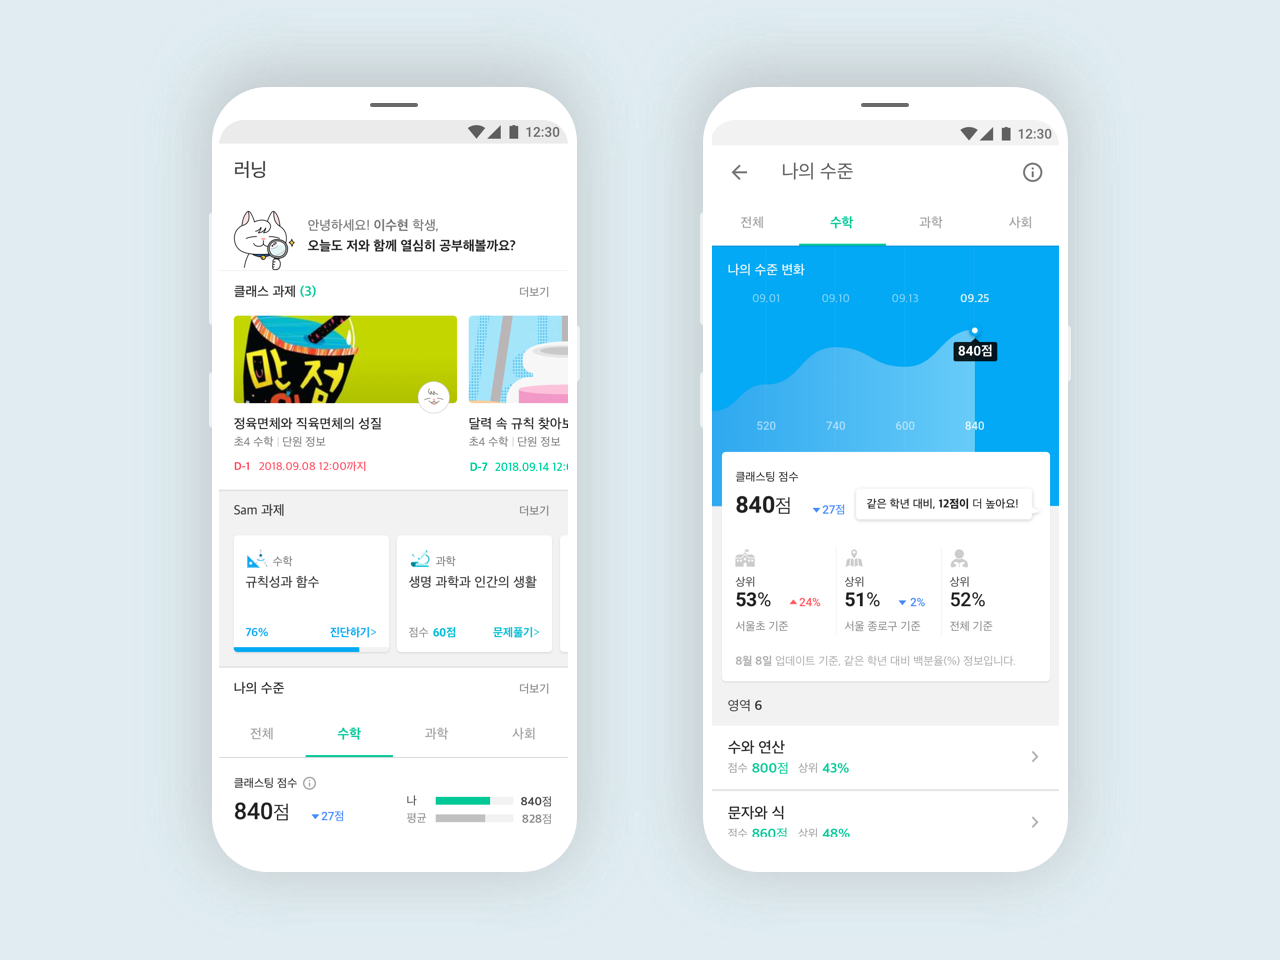 12:30
러닝
안녕하세요! 이수현 학생,
오늘도 저와 함께 열심히 공부해볼까요?
클래스 과제 (3)
더보기
만점
정육면체와 직육면체의 성질
초4 수학 | 단원 정보
D-1 2018.09.08 12:00까지
달력 속 규칙 찾아보
초4 수학 | 단원 정보
D-7 2018.09.14 12:
Sam 과제
더보기
수학
규칙성과 함수
76% 진단하기>
과학
생명 과학과 인간의 생활
점수 60점 문제풀기>
나의 수준
더보기
전체 수학 과학 사회
클래스팅 점수
840점 27점
나 840점
평균 828점
12:30
나의 수준
전체 수학 과학 사회
나의 수준 변화
09.01 09.10 09.13 09.25
840점
520 740 600 840
클래스팅 점수
840점 27점
같은 학년 대비, 12점이 더 높아요!
상위
53% 24%
서울초 기준
상위
51% 2%
서울 종로구 기준
상위
52%
전체 기준
8월 8일 업데이트 기준, 같은 학년 대비 백분율(%) 정보입니다.
영역 6
수와 연산
점수 800점 상위 43%
문자와 식
점수 860점 상위 48%